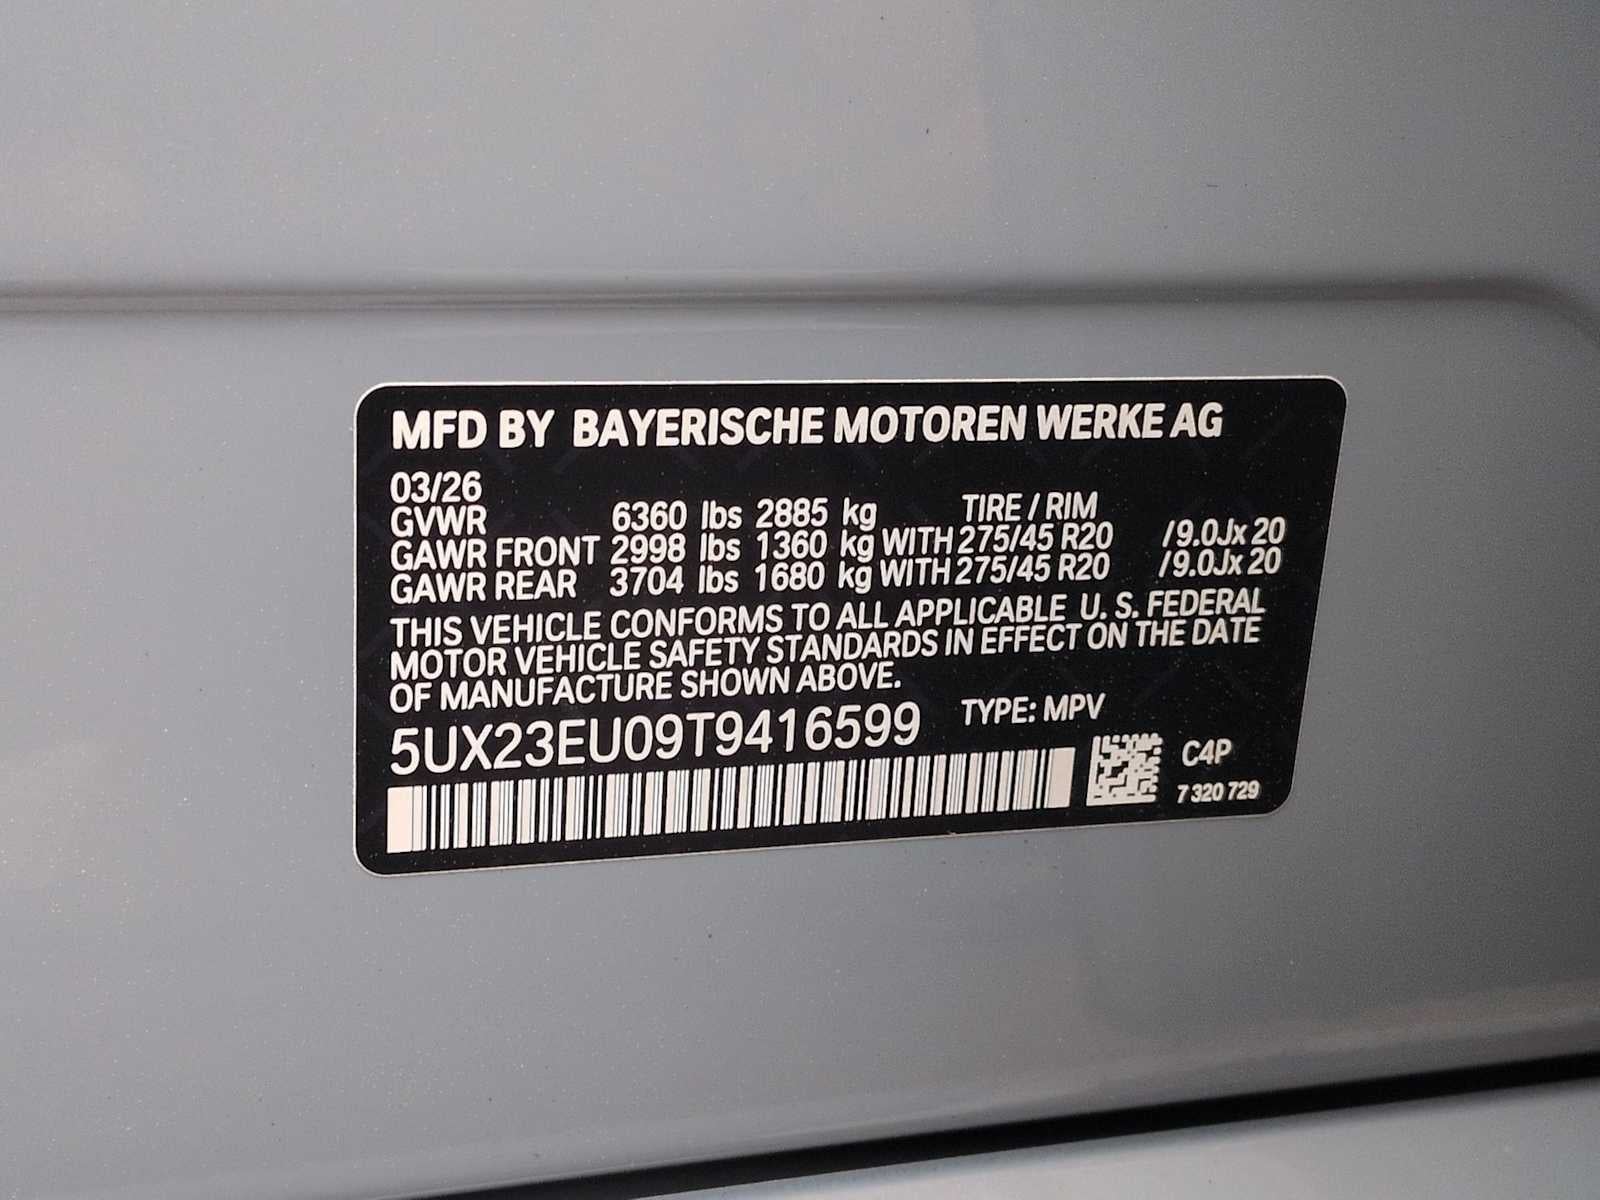 MFD BY BAYERISCHE MOTOREN WERKE AG
03/26
GVWR 6360 lbs 2885 kg TIRE / RIM
GAWR FRONT 2998 lbs 1360 kg WITH 275/45 R20 /9.0Jx 20
GAWR REAR 3704 lbs 1680 kg WITH 275/45 R20 /9.0Jx 20
THIS VEHICLE CONFORMS TO ALL APPLICABLE U. S. FEDERAL
MOTOR VEHICLE SAFETY STANDARDS IN EFFECT ON THE DATE
OF MANUFACTURE SHOWN ABOVE.
5UX23EU09T9416599 TYPE: MPV
C4P
7 320 729